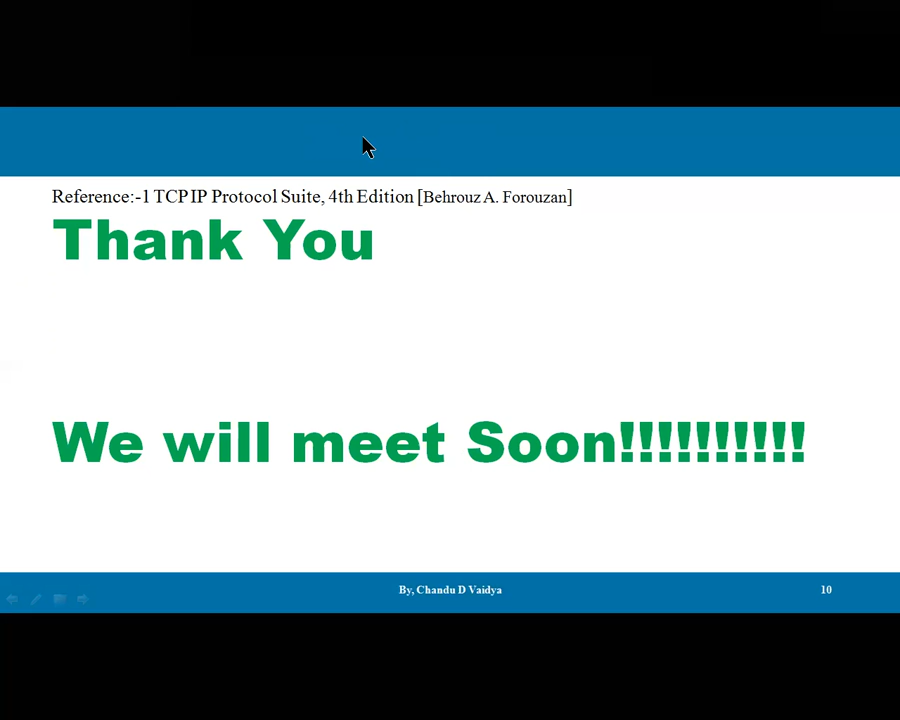 Reference:-1 TCP IP Protocol Suite, 4th Edition [Behrouz A. Forouzan]
Thank You
We will meet Soon!!!!!!!!!!
By, Chandu D Vaidya
10